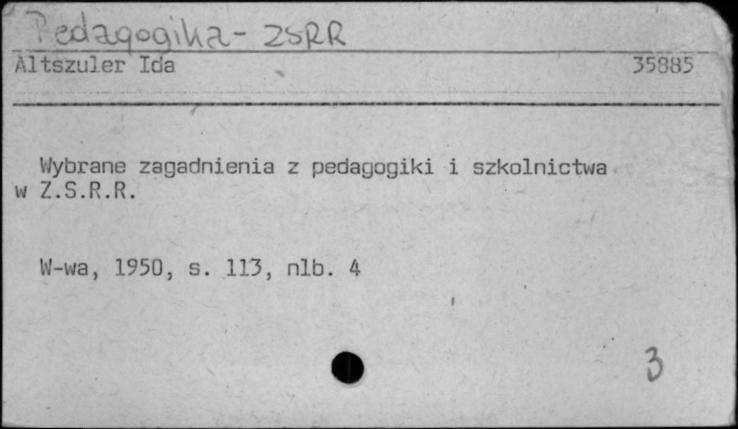 Pedagogika - ZSRR
Altszuler Ida 35885
Wybrane zagadnienia z pedagogiki i szkolnictwa
w Z.S.R.R.
W-wa, 1950, s. 113, nlb. 4
3